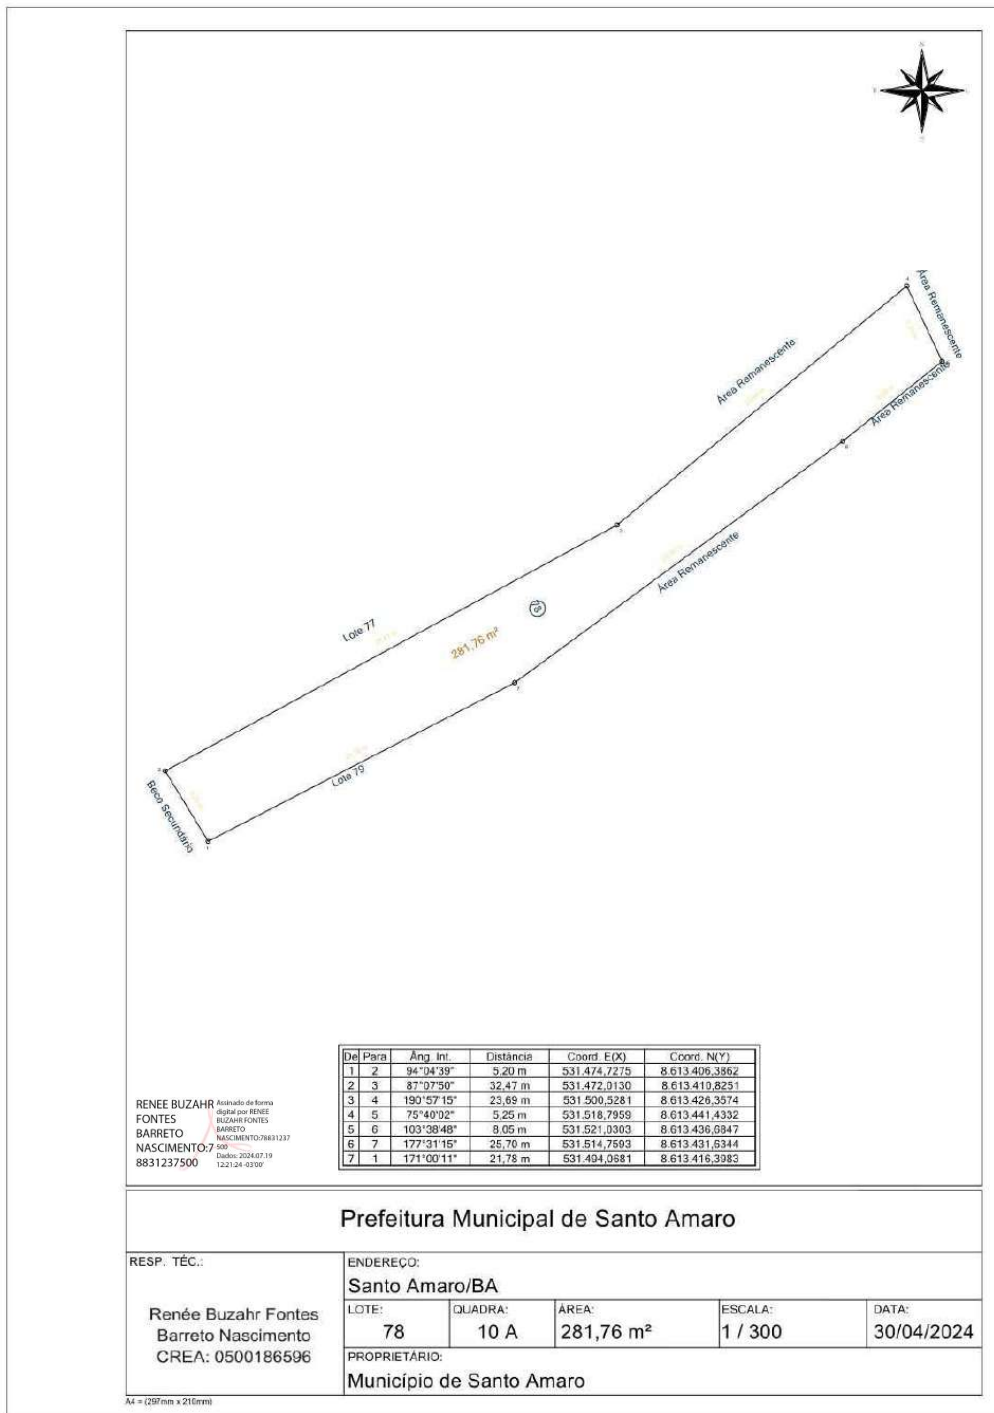 Área Remanescente
Área Remanescente
Área Remanescente
Área Remanescente
Lote 77
281,76 m²
Lote 79
Beco Secundário
De Para Âng. Int. Distância Coord. E(X) Coord. N(Y)
1 2 94°04'39" 5,20 m 531.474,7275 8.613.406,3862
2 3 87°07'50" 32,47 m 531.472,0130 8.613.410,8251
3 4 190°57'15" 23,69 m 531.500,5281 8.613.426,3574
4 5 75°40'02" 5,25 m 531.518,7959 8.613.441,4332
5 6 103°38'48" 8,05 m 531.521,0303 8.613.436,6847
6 7 177°31'15" 25,70 m 531.514,7593 8.613.431,6344
7 1 171°00'11" 21,78 m 531.494,0681 8.613.416,3983
RENEE BUZAHR
FONTES
BARRETO
NASCIMENTO:7
8831237500
Assinado de forma
digital por RENEE
BUZAHR FONTES
BARRETO
NASCIMENTO:78831237
500
Dados: 2024.07.19
12:21:24 -03'00'
Prefeitura Municipal de Santo Amaro
RESP. TÉC.:
Renée Buzahr Fontes
Barreto Nascimento
CREA: 0500186596
ENDEREÇO:
Santo Amaro/BA
LOTE: QUADRA: ÁREA: ESCALA: DATA:
78 10 A 281,76 m² 1 / 300 30/04/2024
PROPRIETÁRIO:
Município de Santo Amaro
A4 = (297mm x 210mm)